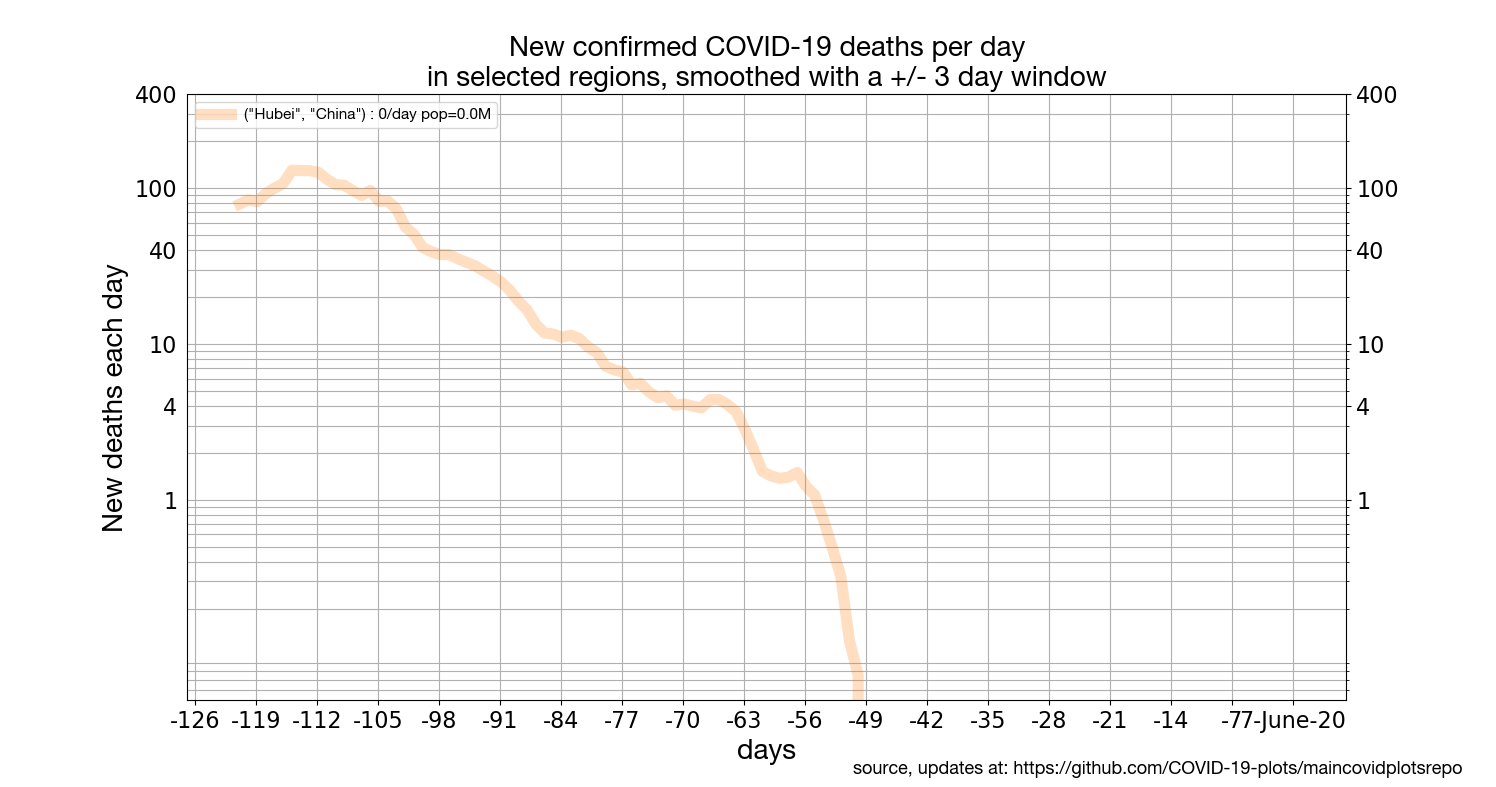 New confirmed COVID-19 deaths per day
in selected regions, smoothed with a +/- 3 day window
400
400
("Hubei", "China") : 0/day pop=0.0M
100
100
40
40
New deaths each day
10
10
4
4
1
1
-126 -119 -112 -105 -98 -91 -84 -77 -70 -63 -56 -49 -42 -35 -28 -21 -14 -77-June-20
days
source, updates at: https://github.com/COVID-19-plots/maincovidplotsrepo